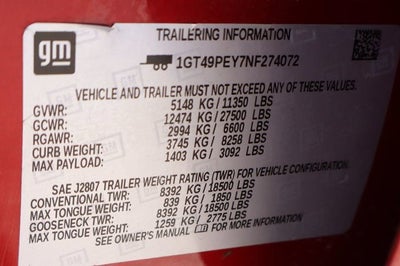 gm
TRAILERING INFORMATION
1GT49PEY7NF274072
VEHICLE AND TRAILER MUST NOT EXCEED ANY OF THESE VALUES.
GVWR: 5148 KG / 11350 LBS
GCWR: 12474 KG / 27500 LBS
RGAWR: 2994 KG / 6600 LBS
CURB WEIGHT: 3745 KG / 8258 LBS
MAX PAYLOAD: 1403 KG / 3092 LBS
SAE J2807 TRAILER WEIGHT RATING (TWR) FOR VEHICLE CONFIGURATION.
CONVENTIONAL TWR: 8392 KG / 18500 LBS
MAX TONGUE WEIGHT: 839 KG / 1850 LBS
GOOSENECK TWR: 8392 KG / 18500 LBS
MAX TONGUE WEIGHT: 1259 KG / 2775 LBS
SEE OWNER'S MANUAL FOR MORE INFORMATION